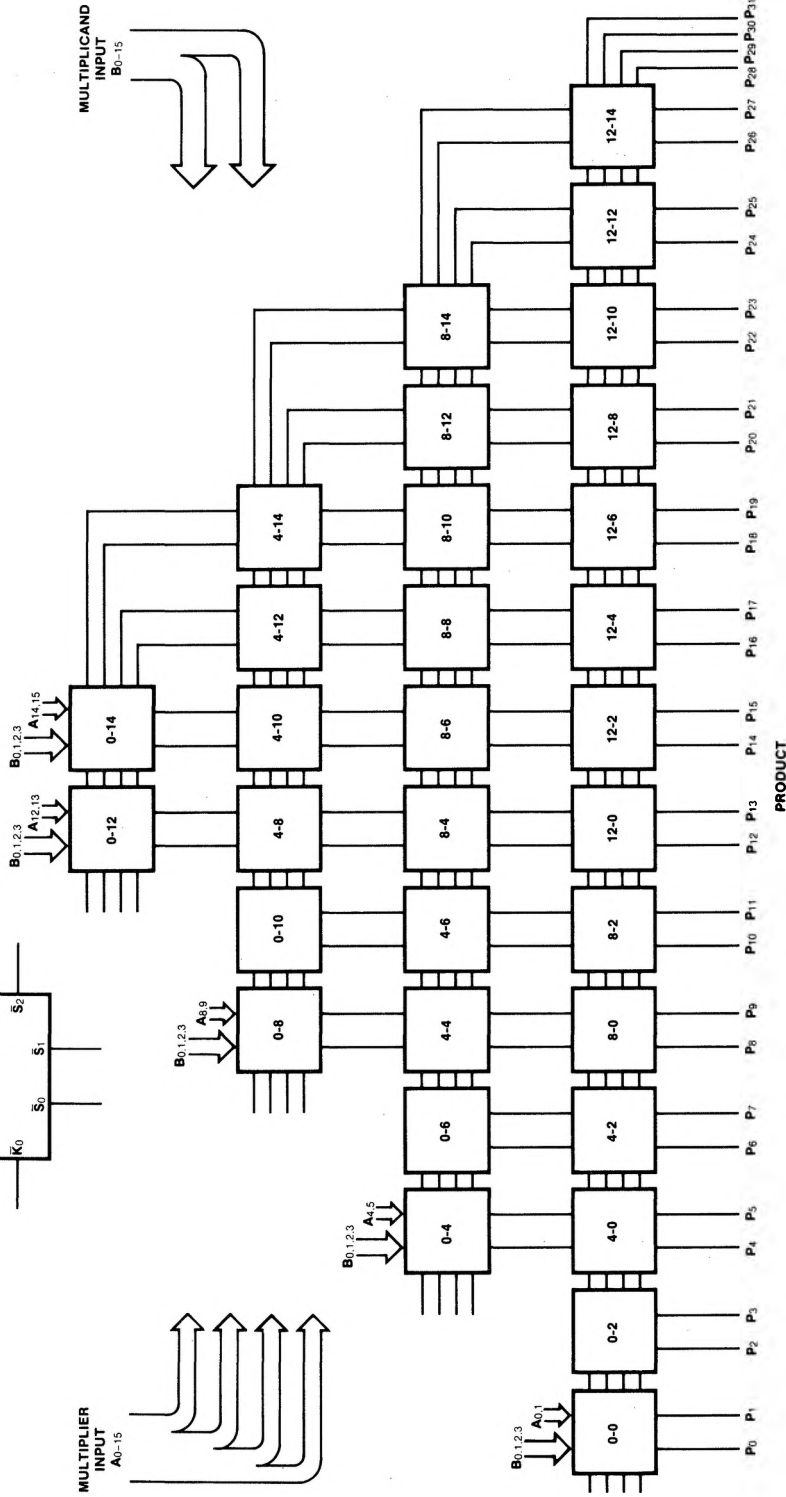 K̅0
S̅0
S̅1
S̅2
MULTIPLIER
INPUT
A0-15
MULTIPLICAND
INPUT
B0-15
B0,1,2,3 A12,13
B0,1,2,3 A14,15
0-12 0-14
B0,1,2,3 A8,9
0-8 0-10 4-8 4-10 4-12 4-14
B0,1,2,3 A4,5
0-4 0-6 4-4 4-6 8-4 8-6 8-8 8-10 8-12 8-14
B0,1,2,3 A0,1
0-0 0-2 4-0 4-2 8-0 8-2 12-0 12-2 12-4 12-6 12-8 12-10 12-12 12-14
P0 P1 P2 P3 P4 P5 P6 P7 P8 P9 P10 P11 P12 P13 P14 P15 P16 P17 P18 P19 P20 P21 P22 P23 P24 P25 P26 P27 P28 P29 P30 P31
PRODUCT